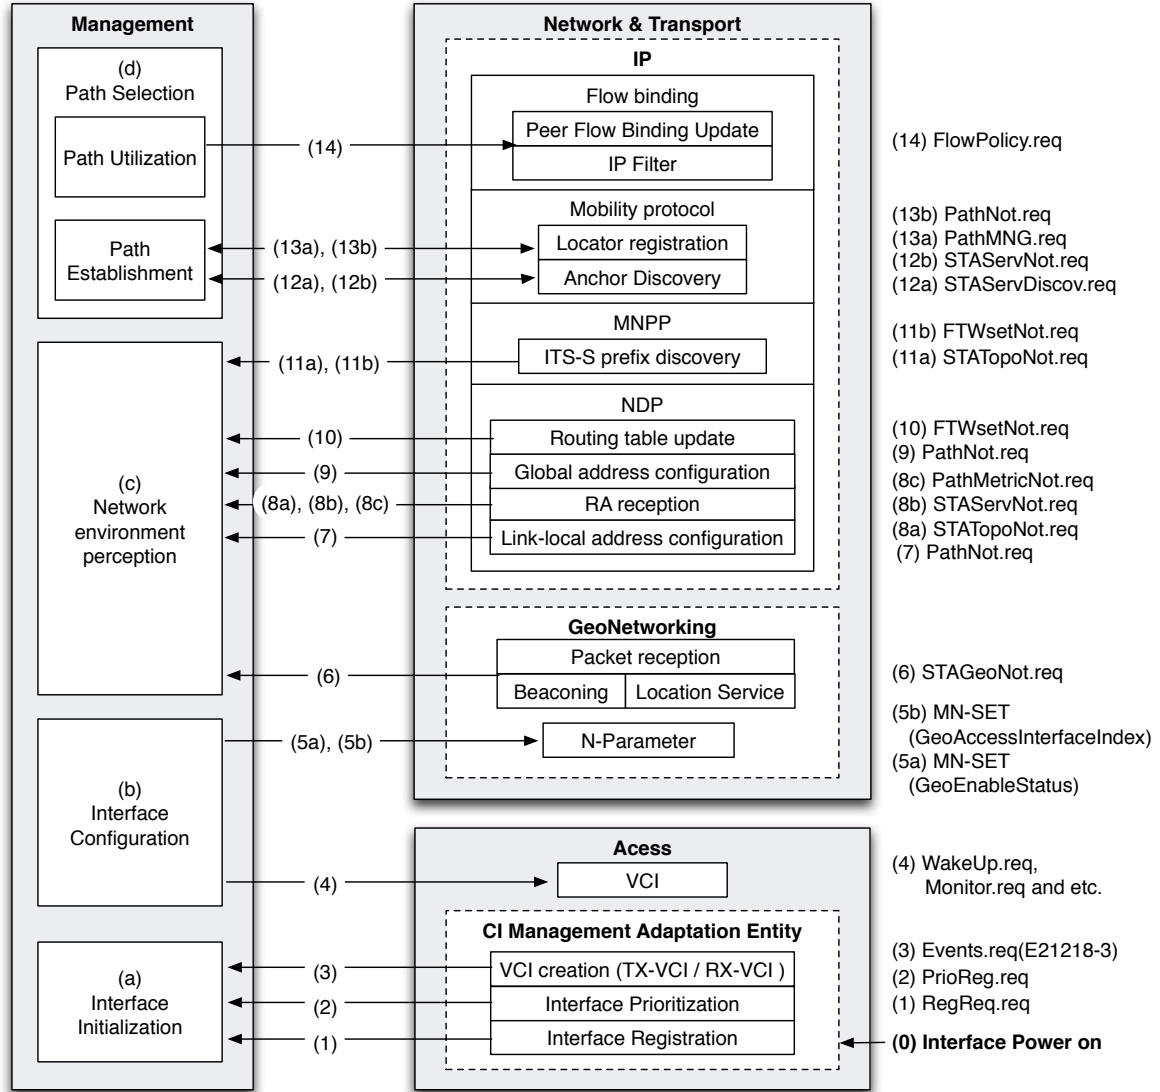 Management
(d)
Path Selection
Path Utilization
Path
Establishment
(c)
Network
environment
perception
(b)
Interface
Configuration
(a)
Interface
Initialization
(14)
(13a), (13b)
(12a), (12b)
(11a), (11b)
(10)
(9)
(8a), (8b), (8c)
(7)
(6)
(5a), (5b)
(4)
(3)
(2)
(1)
Network & Transport
IP
Flow binding
Peer Flow Binding Update
IP Filter
Mobility protocol
Locator registration
Anchor Discovery
MNPP
ITS-S prefix discovery
NDP
Routing table update
Global address configuration
RA reception
Link-local address configuration
GeoNetworking
Packet reception
Beaconing
Location Service
N-Parameter
Acess
VCI
CI Management Adaptation Entity
VCI creation (TX-VCI / RX-VCI )
Interface Prioritization
Interface Registration
(14) FlowPolicy.req
(13b) PathNot.req
(13a) PathMNG.req
(12b) STAServNot.req
(12a) STAServDiscov.req
(11b) FTWsetNot.req
(11a) STATopoNot.req
(10) FTWsetNot.req
(9) PathNot.req
(8c) PathMetricNot.req
(8b) STAServNot.req
(8a) STATopoNot.req
(7) PathNot.req
(6) STAGeoNot.req
(5b) MN-SET
(GeoAccessInterfaceIndex)
(5a) MN-SET
(GeoEnableStatus)
(4) WakeUp.req,
Monitor.req and etc.
(3) Events.req(E21218-3)
(2) PrioReg.req
(1) RegReq.req
(0) Interface Power on